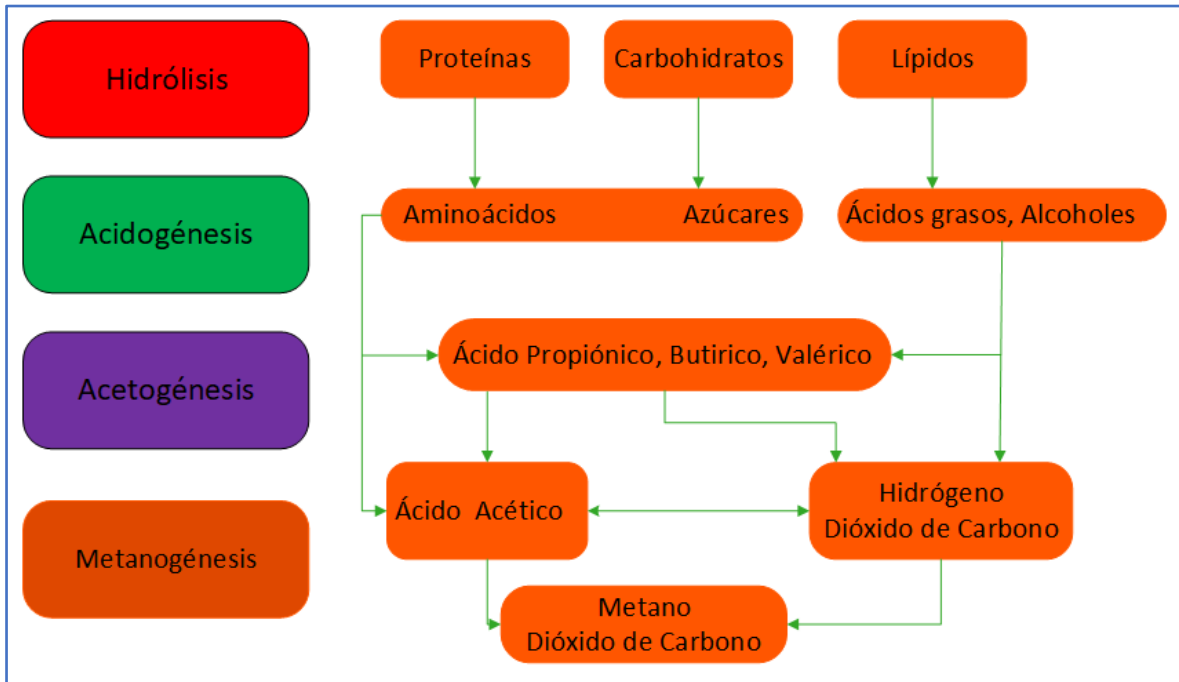 Hidrólisis
Proteínas
Carbohidratos
Lípidos
Acidogénesis
Aminoácidos Azúcares
Ácidos grasos, Alcoholes
Acetogénesis
Ácido Propiónico, Butirico, Valérico
Metanogénesis
Ácido Acético
Hidrógeno
Dióxido de Carbono
Metano
Dióxido de Carbono